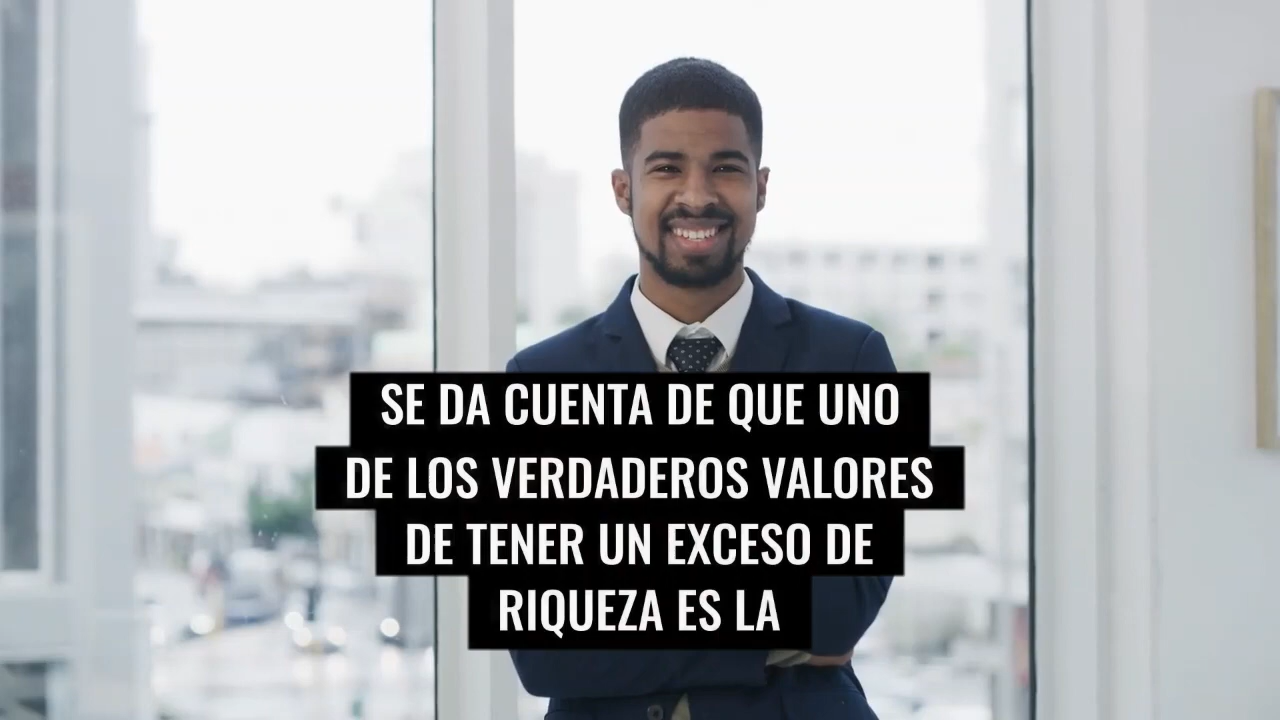 SE DA CUENTA DE QUE UNO
DE LOS VERDADEROS VALORES
DE TENER UN EXCESO DE
RIQUEZA ES LA